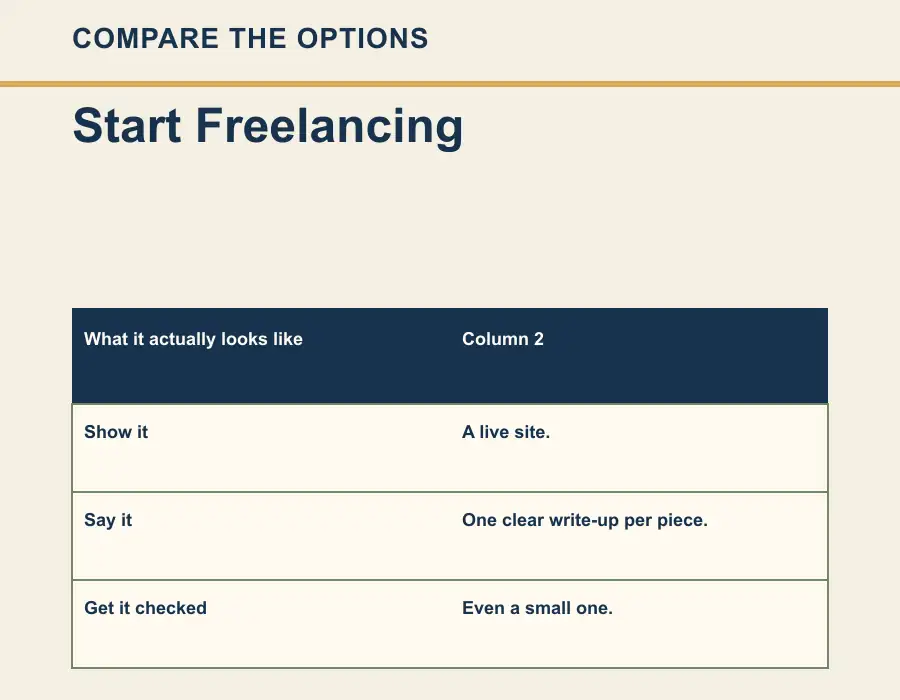 COMPARE THE OPTIONS
Start Freelancing
What it actually looks like Column 2
Show it A live site.
Say it One clear write-up per piece.
Get it checked Even a small one.